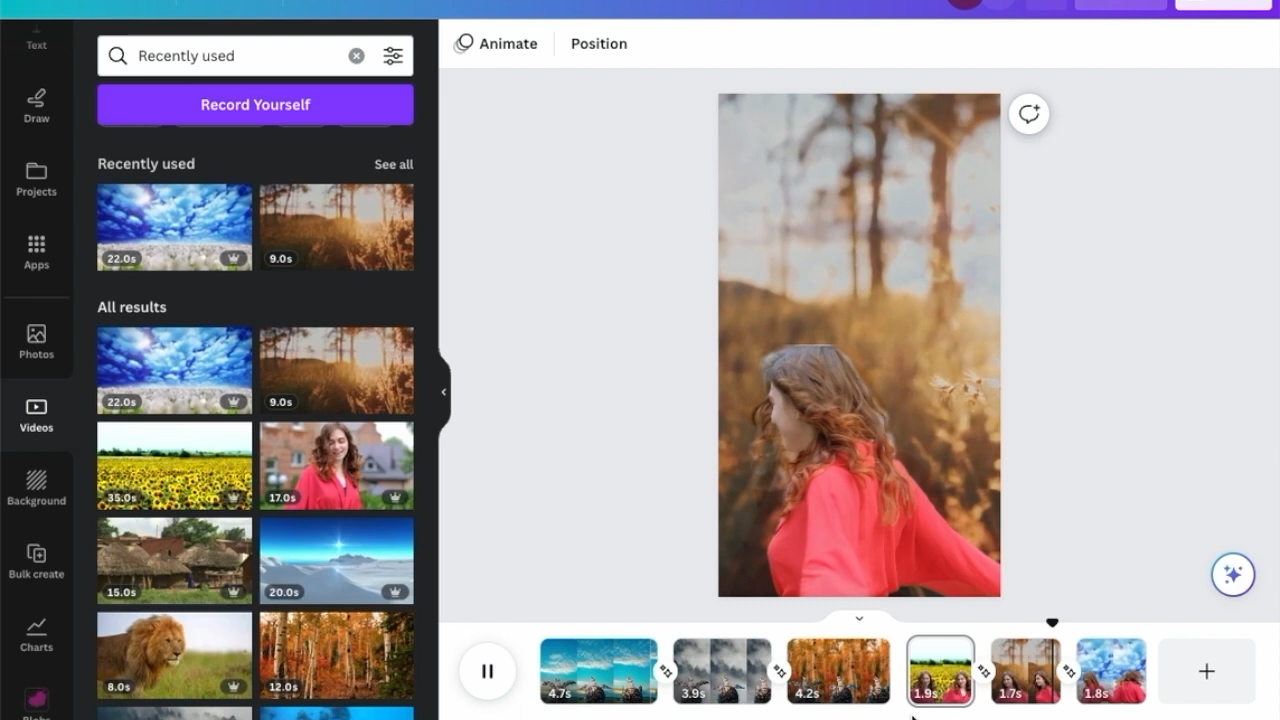 Text
Draw
Projects
Apps
Photos
Videos
Background
Bulk create
Charts
Blobs
Recently used
Record Yourself
Recently used
See all
22.0s
9.0s
All results
22.0s
9.0s
35.0s
17.0s
15.0s
20.0s
8.0s
12.0s
Animate
Position
4.7s
3.9s
4.2s
1.9s
1.7s
1.8s